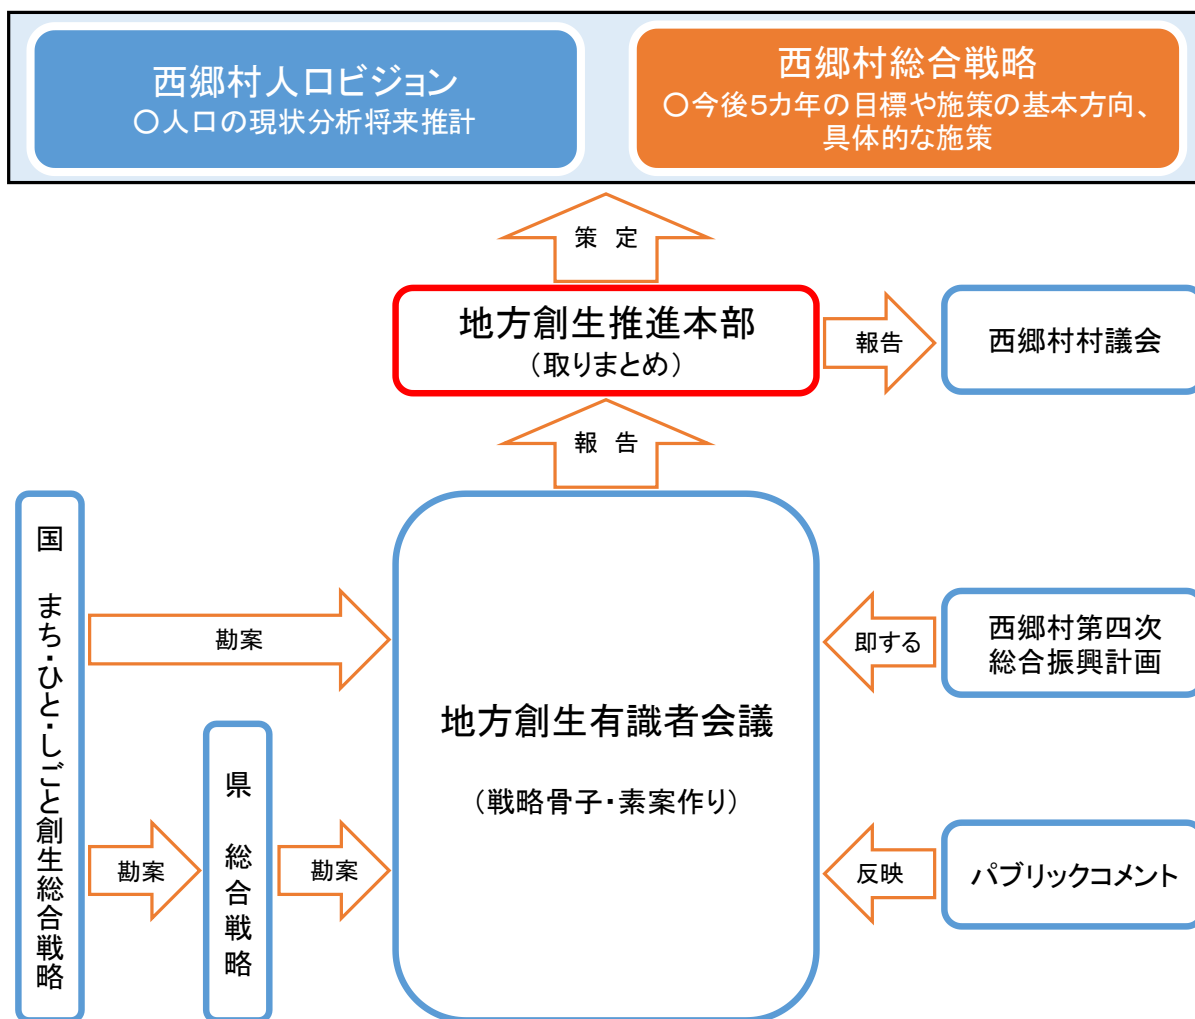 西郷村人口ビジョン
○人口の現状分析将来推計
西郷村総合戦略
○今後5カ年の目標や施策の基本方向、
具体的な施策
策 定
地方創生推進本部
（取りまとめ）
報告
西郷村村議会
報 告
国 まち・ひと・しごと創生総合戦略
勘案
地方創生有識者会議
（戦略骨子・素案作り）
即する
西郷村第四次
総合振興計画
勘案
県 総合戦略
勘案
反映
パブリックコメント